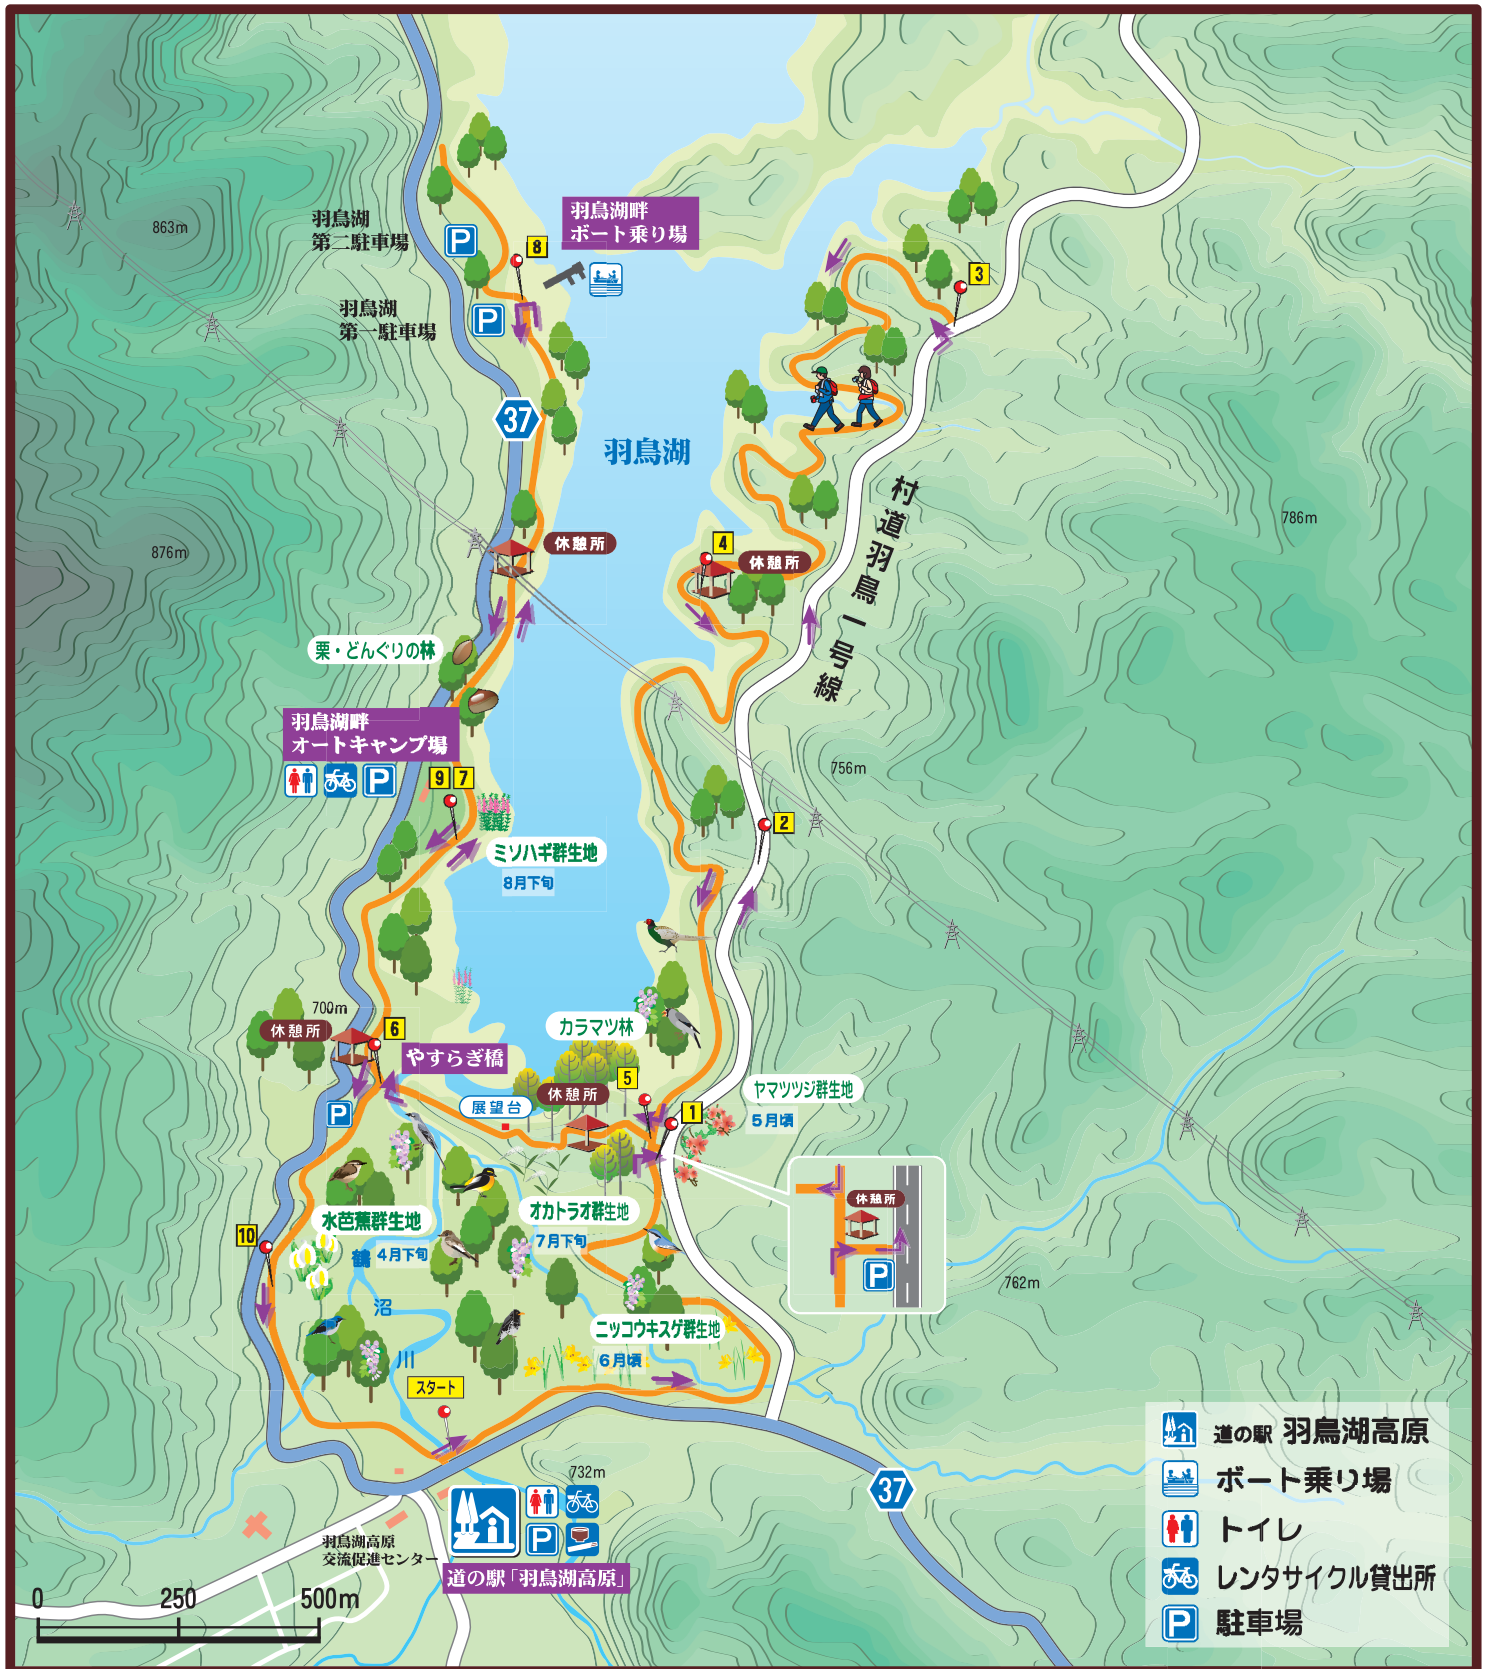 羽鳥湖畔
ボート乗り場
羽鳥湖
第二駐車場
863m
P
8
3
羽鳥湖
第一駐車場
P
37
羽鳥湖
村道羽鳥一号線
786m
876m
休憩所
4
休憩所
栗・どんぐりの林
羽鳥湖畔
オートキャンプ場
P
9
7
756m
2
ミソハギ群生地
8月下旬
700m
休憩所
6
やすらぎ橋
カラマツ林
5
休憩所
展望台
1
ヤマツツジ群生地
5月頃
P
休憩所
P
オカトラオ群生地
7月下旬
水芭蕉群生地
4月下旬
10
鶴
沼
川
762m
ニッコウキスゲ群生地
6月頃
スタート
732m
37
P
羽鳥湖高原
交流促進センター
道の駅「羽鳥湖高原」
0
250
500m
道の駅 羽鳥湖高原
ボート乗り場
トイレ
レンタサイクル貸出所
P
駐車場